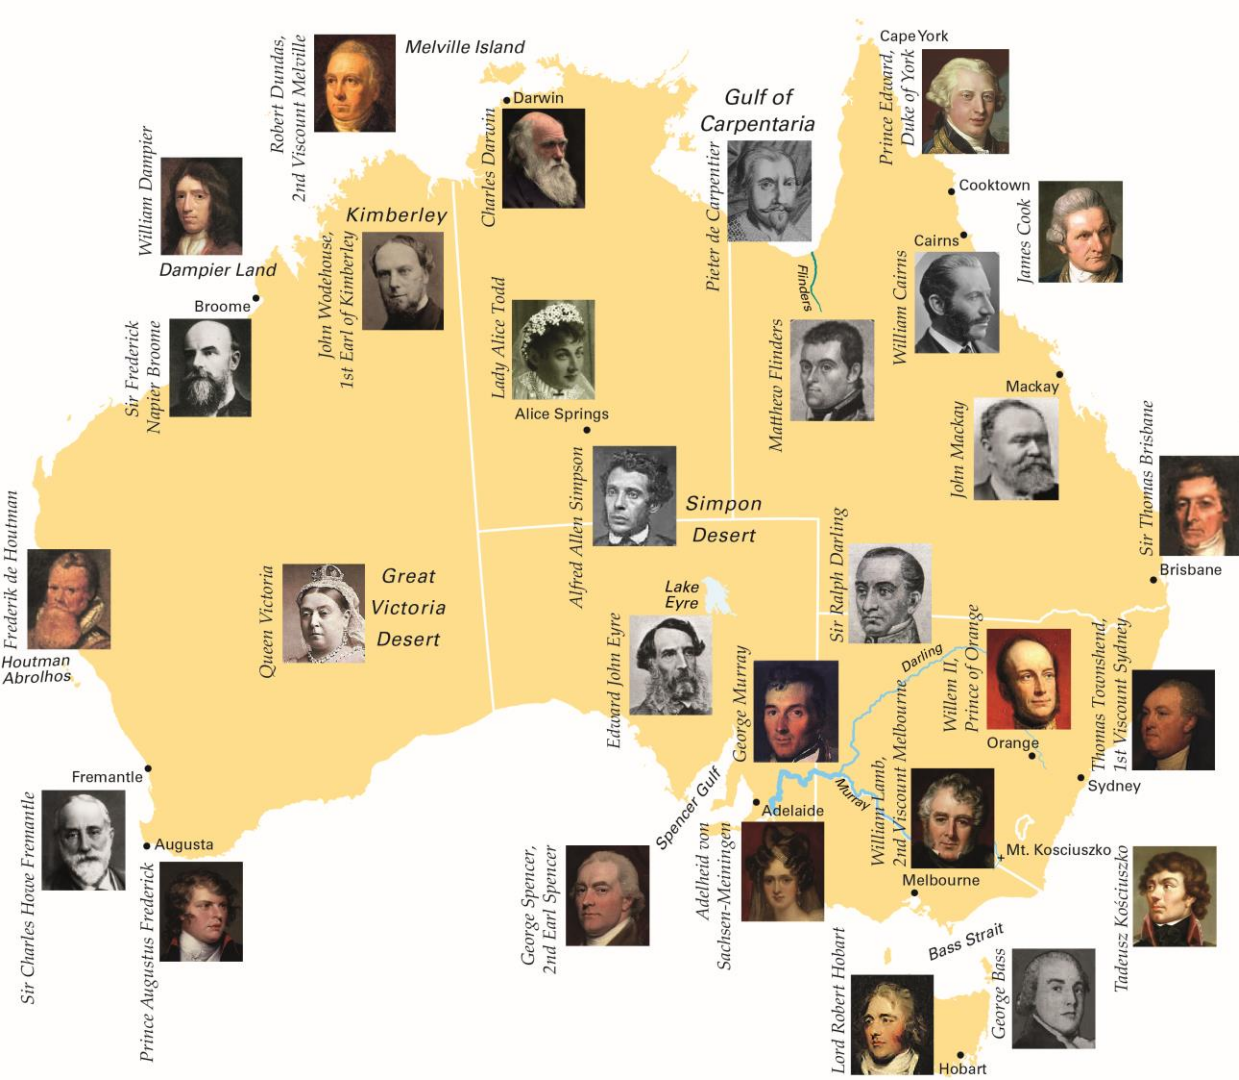 Robert Dundas,
2nd Viscount Melville
Melville Island
Cape York
Prince Edward,
Duke of York
Darwin
Charles Darwin
Gulf of
Carpentaria
Pieter de Carpentier
William Dampier
Dampier Land
Kimberley
John Wodehouse,
1st Earl of Kimberley
Cooktown
James Cook
Cairns
William Cairns
Flinders
Matthew Flinders
Broome
Sir Frederick
Napier Broome
Lady Alice Todd
Alice Springs
Mackay
John Mackay
Sir Thomas Brisbane
Brisbane
Alfred Allen Simpson
Simpon
Desert
Frederik de Houtman
Houtman
Abrolhos
Queen Victoria
Great
Victoria
Desert
Lake
Eyre
Edward John Eyre
Sir Ralph Darling
Darling
George Murray
Murray
Willem II,
Prince of Orange
Orange
Thomas Townshend,
1st Viscount Sydney
Sydney
Fremantle
Sir Charles Howe Fremantle
Augusta
Prince Augustus Frederick
Spencer Gulf
George Spencer,
2nd Earl Spencer
Adelaide
Adelheid von
Sachsen-Meiningen
William Lamb,
2nd Viscount Melbourne
Melbourne
Mt. Kosciuszko
Tadeusz Kościuszko
Bass Strait
George Bass
Lord Robert Hobart
Hobart